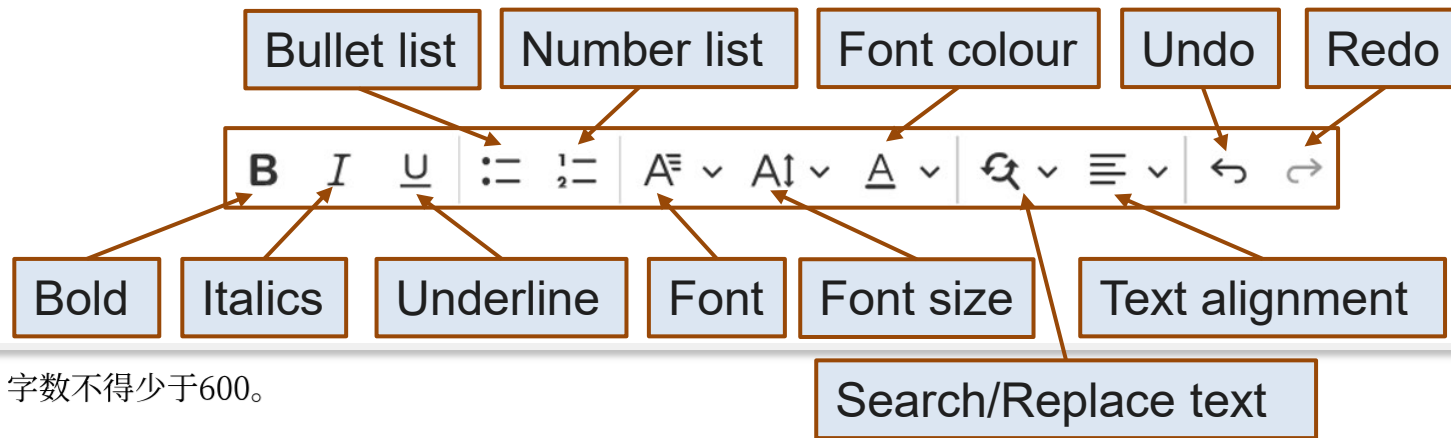 Bullet list Number list Font colour Undo Redo
B I U A A A
Bold Italics Underline Font Font size Text alignment
字数不得少于600。
Search/Replace text